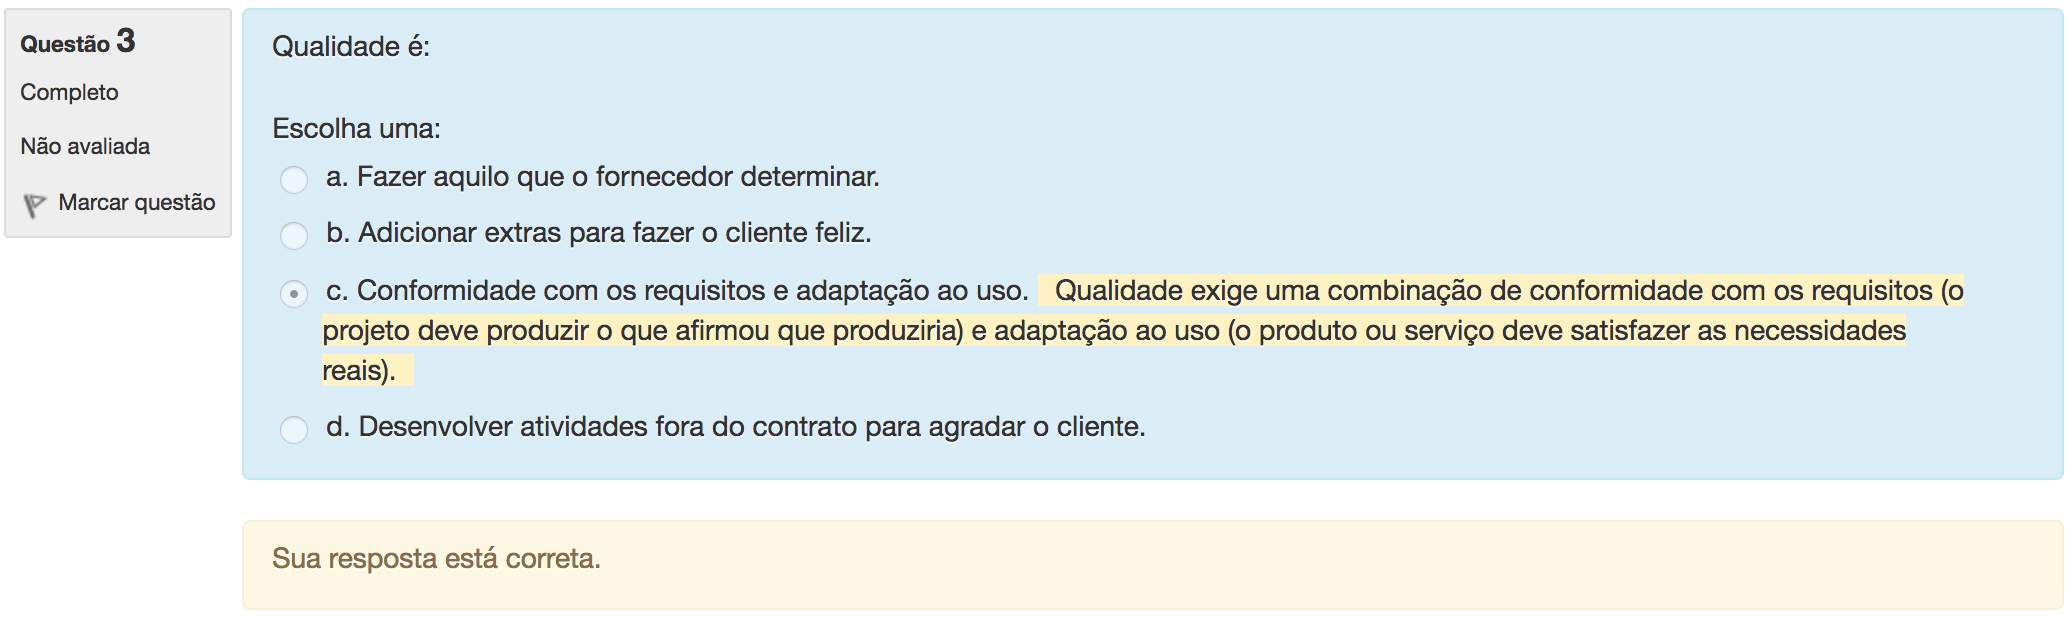 Questão 3
Completo
Não avaliada
Marcar questão
Qualidade é:
Escolha uma:
a. Fazer aquilo que o fornecedor determinar.
b. Adicionar extras para fazer o cliente feliz.
c. Conformidade com os requisitos e adaptação ao uso. Qualidade exige uma combinação de conformidade com os requisitos (o
projeto deve produzir o que afirmou que produziria) e adaptação ao uso (o produto ou serviço deve satisfazer as necessidades
reais).
d. Desenvolver atividades fora do contrato para agradar o cliente.
Sua resposta está correta.